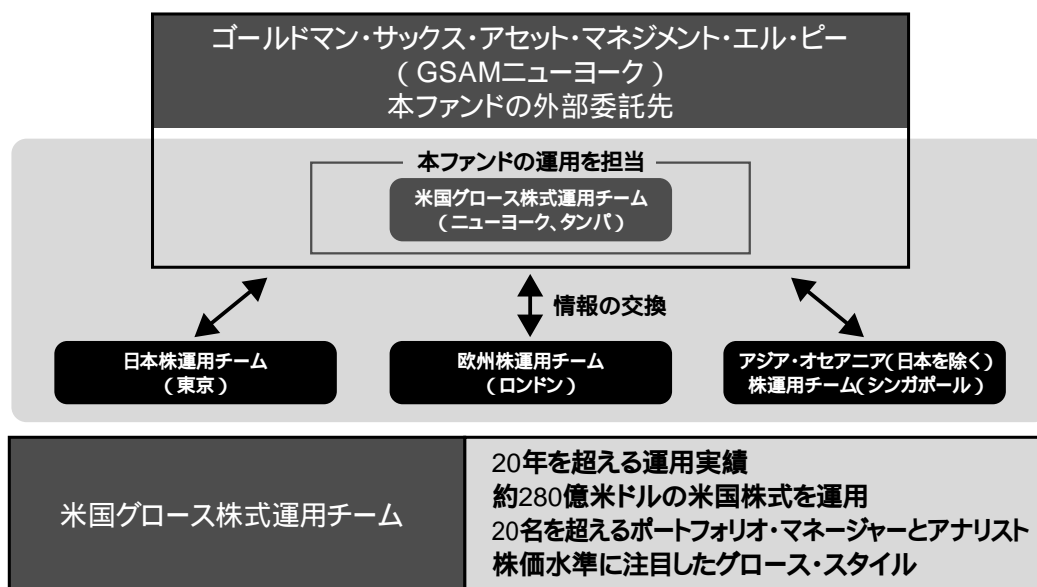 ゴールドマン・サックス・アセット・マネジメント・エル・ピー
（GSAMニューヨーク）
本ファンドの外部委託先
本ファンドの運用を担当
米国グロース株式運用チーム
（ニューヨーク、タンパ）
情報の交換
日本株運用チーム
（東京）
欧州株運用チーム
（ロンドン）
アジア・オセアニア（日本を除く）
株運用チーム（シンガポール）
米国グロース株式運用チーム
20年を超える運用実績
約280億米ドルの米国株式を運用
20名を超えるポートフォリオ・マネージャーとアナリスト
株価水準に注目したグロース・スタイル